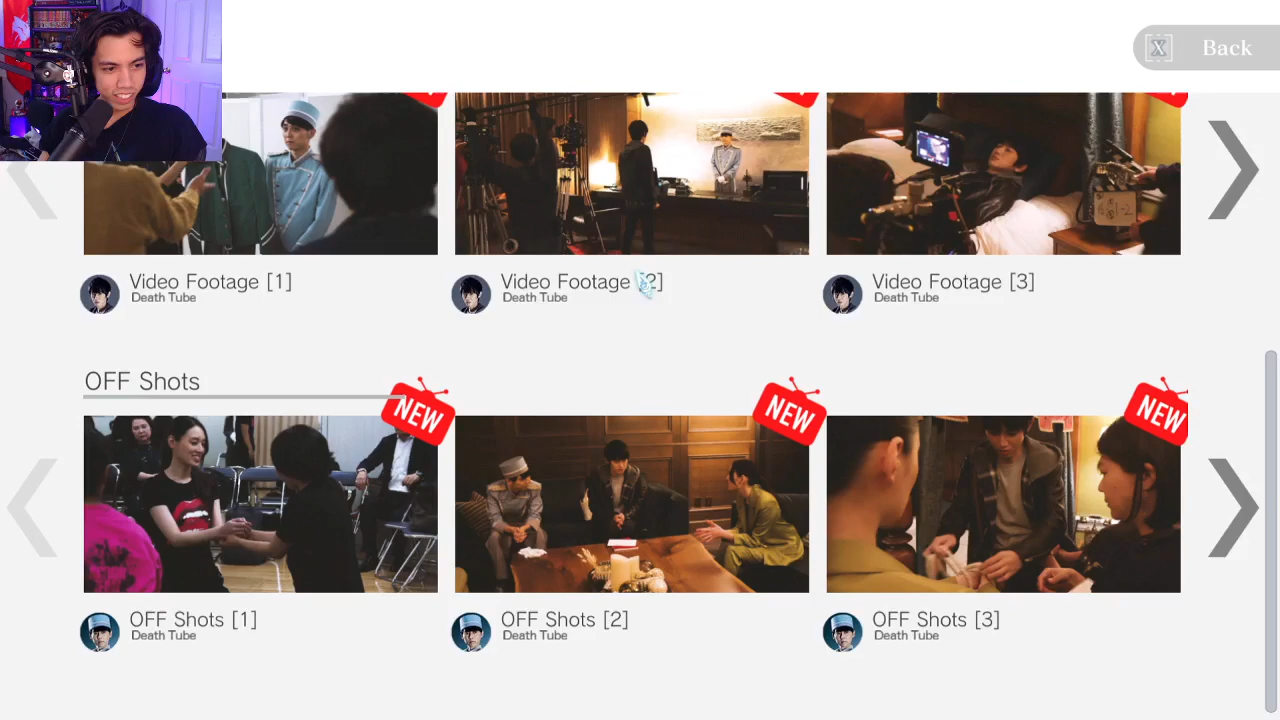 X Back
Video Footage [1]
Death Tube
Video Footage [2]
Death Tube
Video Footage [3]
Death Tube
OFF Shots
NEW
NEW
NEW
OFF Shots [1]
Death Tube
OFF Shots [2]
Death Tube
OFF Shots [3]
Death Tube